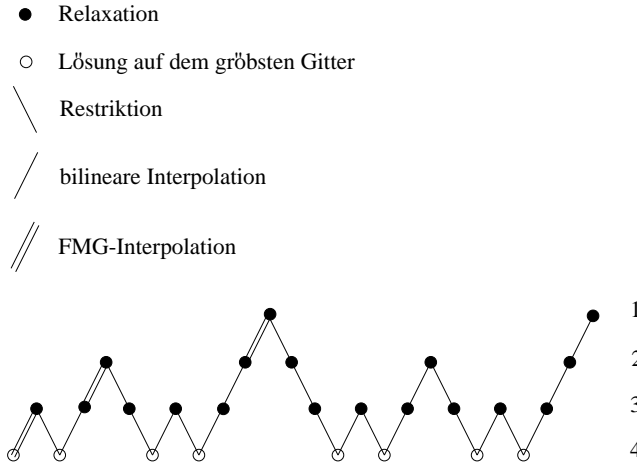 Relaxation
Lösung auf dem gröbsten Gitter
Restriktion
bilineare Interpolation
FMG-Interpolation
1
2
3
4